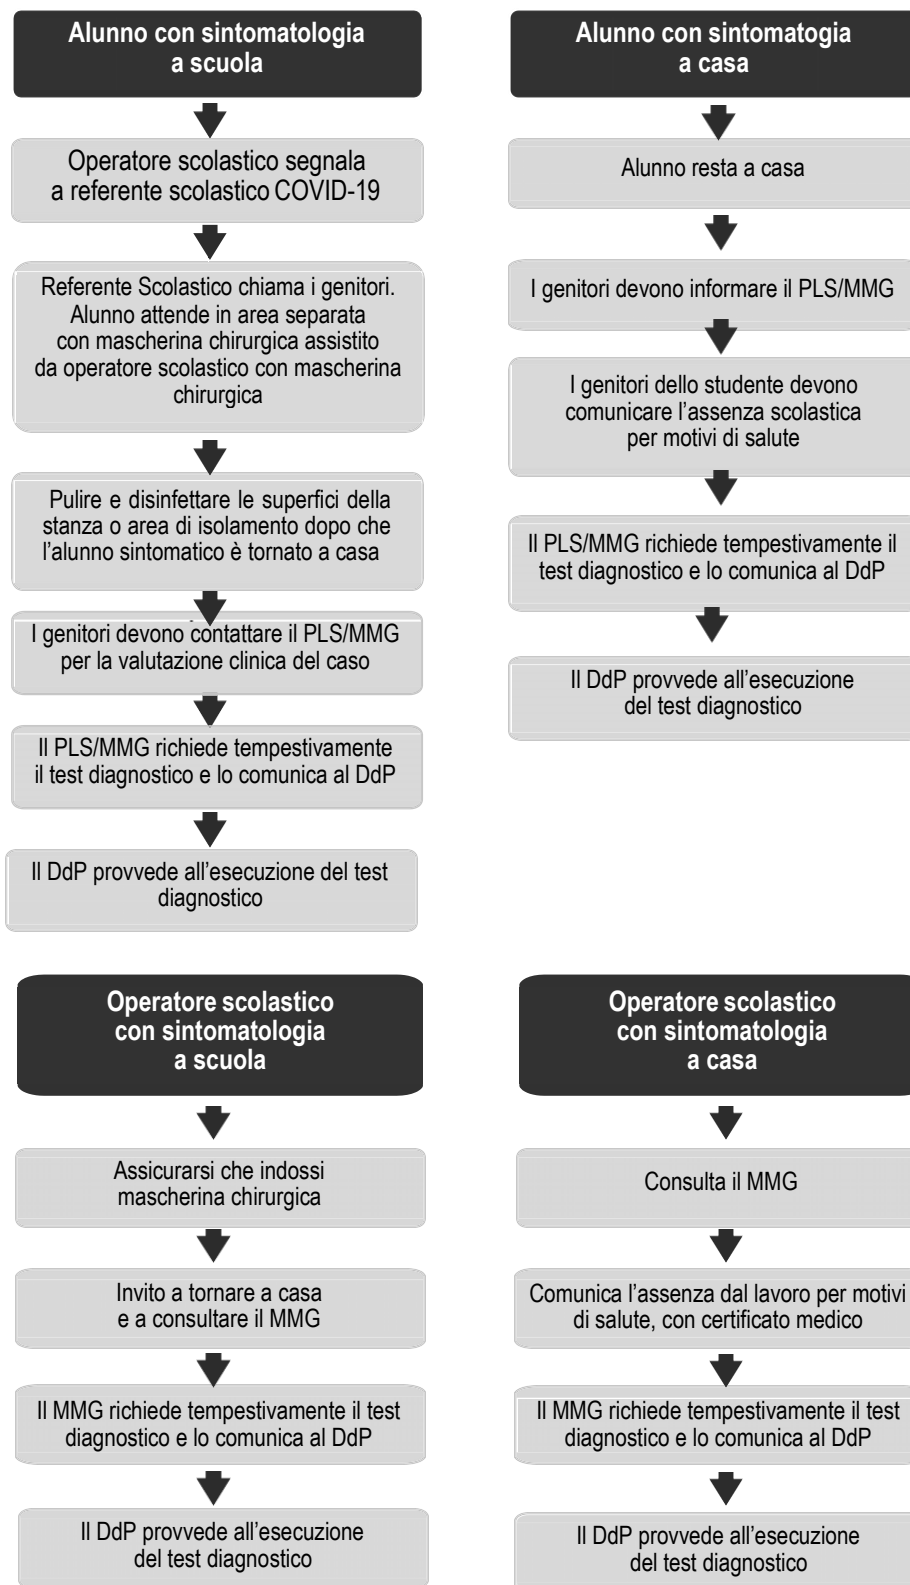 Alunno con sintomatologia
a scuola
Operatore scolastico segnala
a referente scolastico COVID-19
Referente Scolastico chiama i genitori.
Alunno attende in area separata
con mascherina chirurgica assistito
da operatore scolastico con mascherina
chirurgica
Pulire e disinfettare le superfici della
stanza o area di isolamento dopo che
l’alunno sintomatico è tornato a casa
I genitori devono contattare il PLS/MMG
per la valutazione clinica del caso
Il PLS/MMG richiede tempestivamente
il test diagnostico e lo comunica al DdP
Il DdP provvede all’esecuzione del test
diagnostico
Alunno con sintomatogia
a casa
Alunno resta a casa
I genitori devono informare il PLS/MMG
I genitori dello studente devono
comunicare l’assenza scolastica
per motivi di salute
Il PLS/MMG richiede tempestivamente il
test diagnostico e lo comunica al DdP
Il DdP provvede all’esecuzione
del test diagnostico
Operatore scolastico
con sintomatologia
a scuola
Assicurarsi che indossi
mascherina chirurgica
Invito a tornare a casa
e a consultare il MMG
Il MMG richiede tempestivamente il test
diagnostico e lo comunica al DdP
Il DdP provvede all’esecuzione
del test diagnostico
Operatore scolastico
con sintomatologia
a casa
Consulta il MMG
Comunica l’assenza dal lavoro per motivi
di salute, con certificato medico
Il MMG richiede tempestivamente il test
diagnostico e lo comunica al DdP
Il DdP provvede all’esecuzione
del test diagnostico